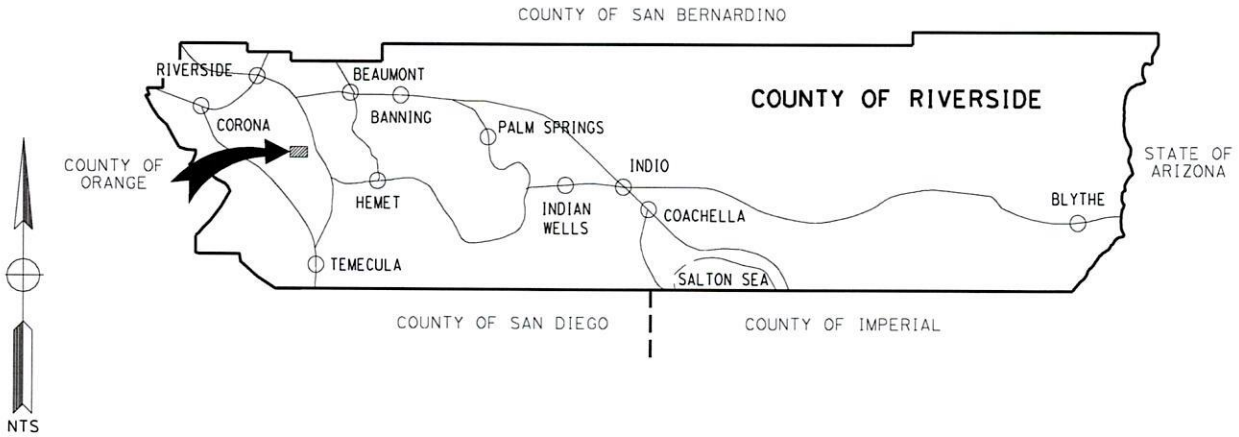 COUNTY OF SAN BERNARDINO
RIVERSIDE
BEAUMONT
COUNTY OF RIVERSIDE
BANNING
CORONA
PALM SPRINGS
COUNTY OF
ORANGE
STATE OF
ARIZONA
INDIO
HEMET
INDIAN
WELLS
COACHELLA
BLYTHE
TEMECULA
SALTON SEA
COUNTY OF SAN DIEGO
COUNTY OF IMPERIAL
NTS